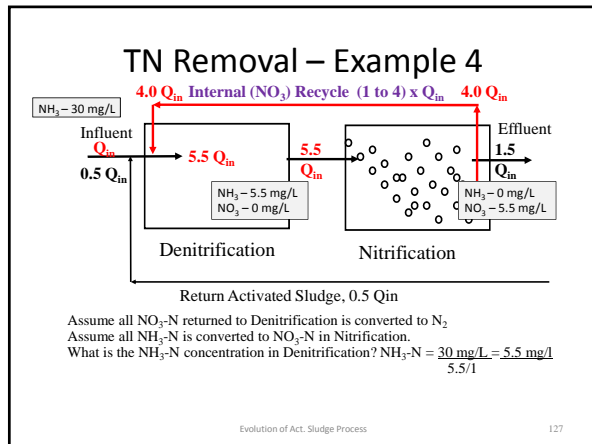 TN Removal – Example 4
4.0 Qin Internal (NO3) Recycle (1 to 4) x Qin 4.0 Qin
NH3 – 30 mg/L
Influent
Qin
0.5 Qin
5.5 Qin
5.5
Qin
Effluent
1.5
Qin
NH3 – 5.5 mg/L
NO3 – 0 mg/L
NH3 – 0 mg/L
NO3 – 5.5 mg/L
Denitrification
Nitrification
Return Activated Sludge, 0.5 Qin
Assume all NO3-N returned to Denitrification is converted to N2
Assume all NH3-N is converted to NO3-N in Nitrification.
What is the NH3-N concentration in Denitrification? NH3-N = 30 mg/L = 5.5 mg/l
5.5/1
Evolution of Act. Sludge Process
127